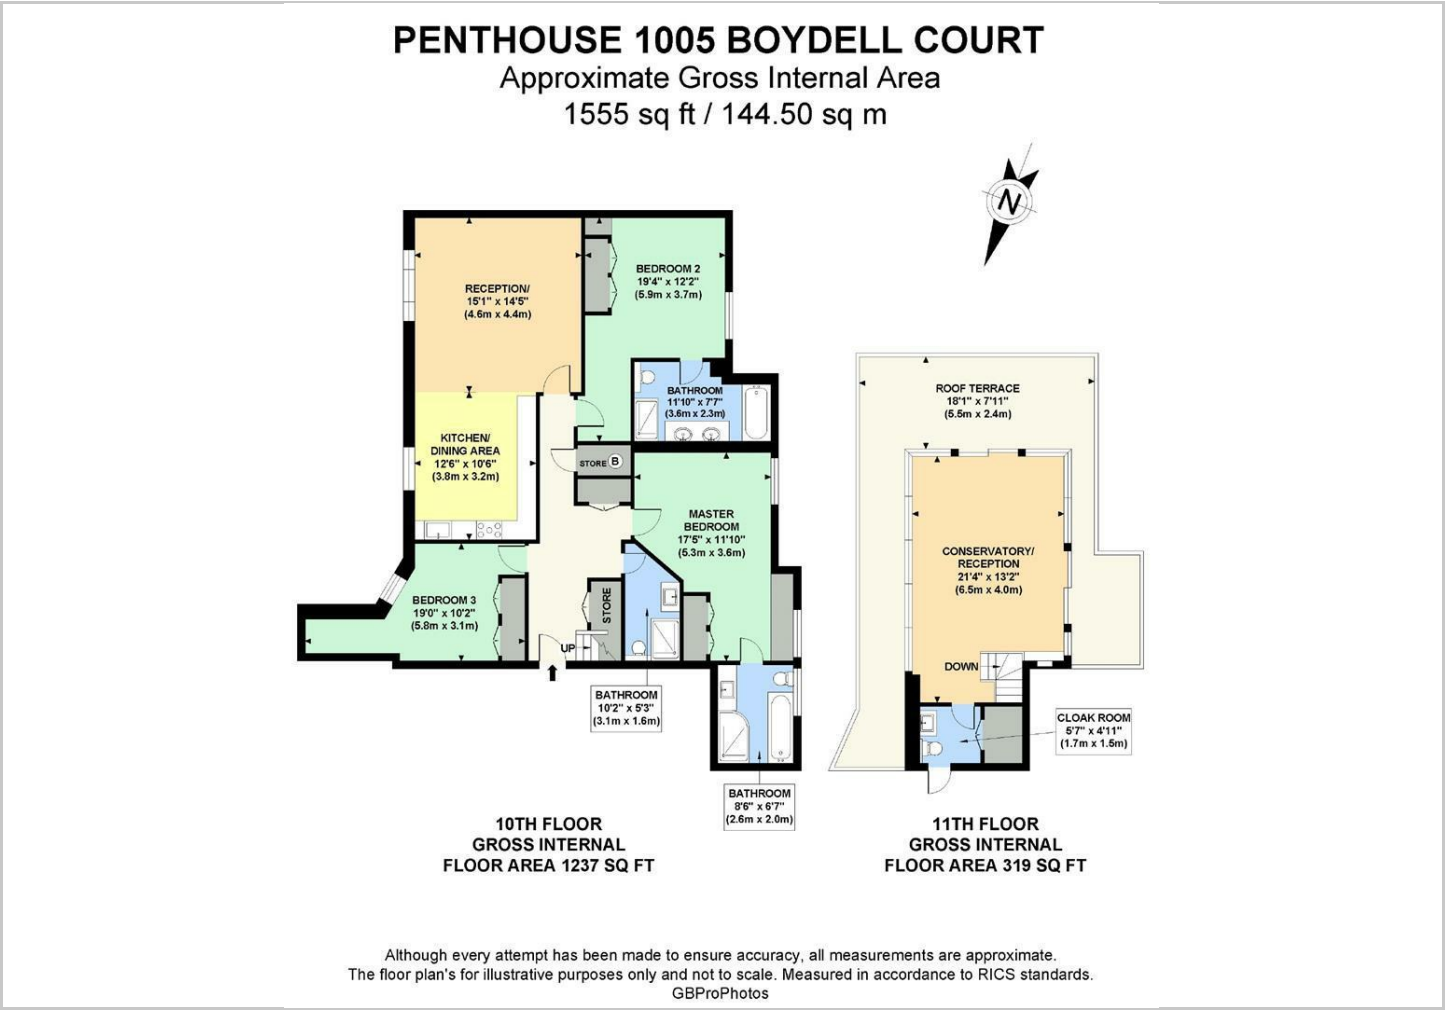 PENTHOUSE 1005 BOYDELL COURT
Approximate Gross Internal Area
1555 sq ft / 144.50 sq m
N
RECEPTION/
15'1" x 14'5"
(4.6m x 4.4m)
BEDROOM 2
19'4" x 12'2"
(5.9m x 3.7m)
BATHROOM
11'10" x 7'7"
(3.6m x 2.3m)
KITCHEN/
DINING AREA
12'6" x 10'6"
(3.8m x 3.2m)
STORE B
MASTER
BEDROOM
17'5" x 11'10"
(5.3m x 3.6m)
BEDROOM 3
19'0" x 10'2"
(5.8m x 3.1m)
STORE
UP
BATHROOM
10'2" x 5'3"
(3.1m x 1.6m)
BATHROOM
8'6" x 6'7"
(2.6m x 2.0m)
ROOF TERRACE
18'1" x 7'11"
(5.5m x 2.4m)
CONSERVATORY/
RECEPTION
21'4" x 13'2"
(6.5m x 4.0m)
DOWN
CLOAK ROOM
5'7" x 4'11"
(1.7m x 1.5m)
10TH FLOOR
GROSS INTERNAL
FLOOR AREA 1237 SQ FT
11TH FLOOR
GROSS INTERNAL
FLOOR AREA 319 SQ FT
Although every attempt has been made to ensure accuracy, all measurements are approximate.
The floor plan's for illustrative purposes only and not to scale. Measured in accordance to RICS standards.
GBProPhotos